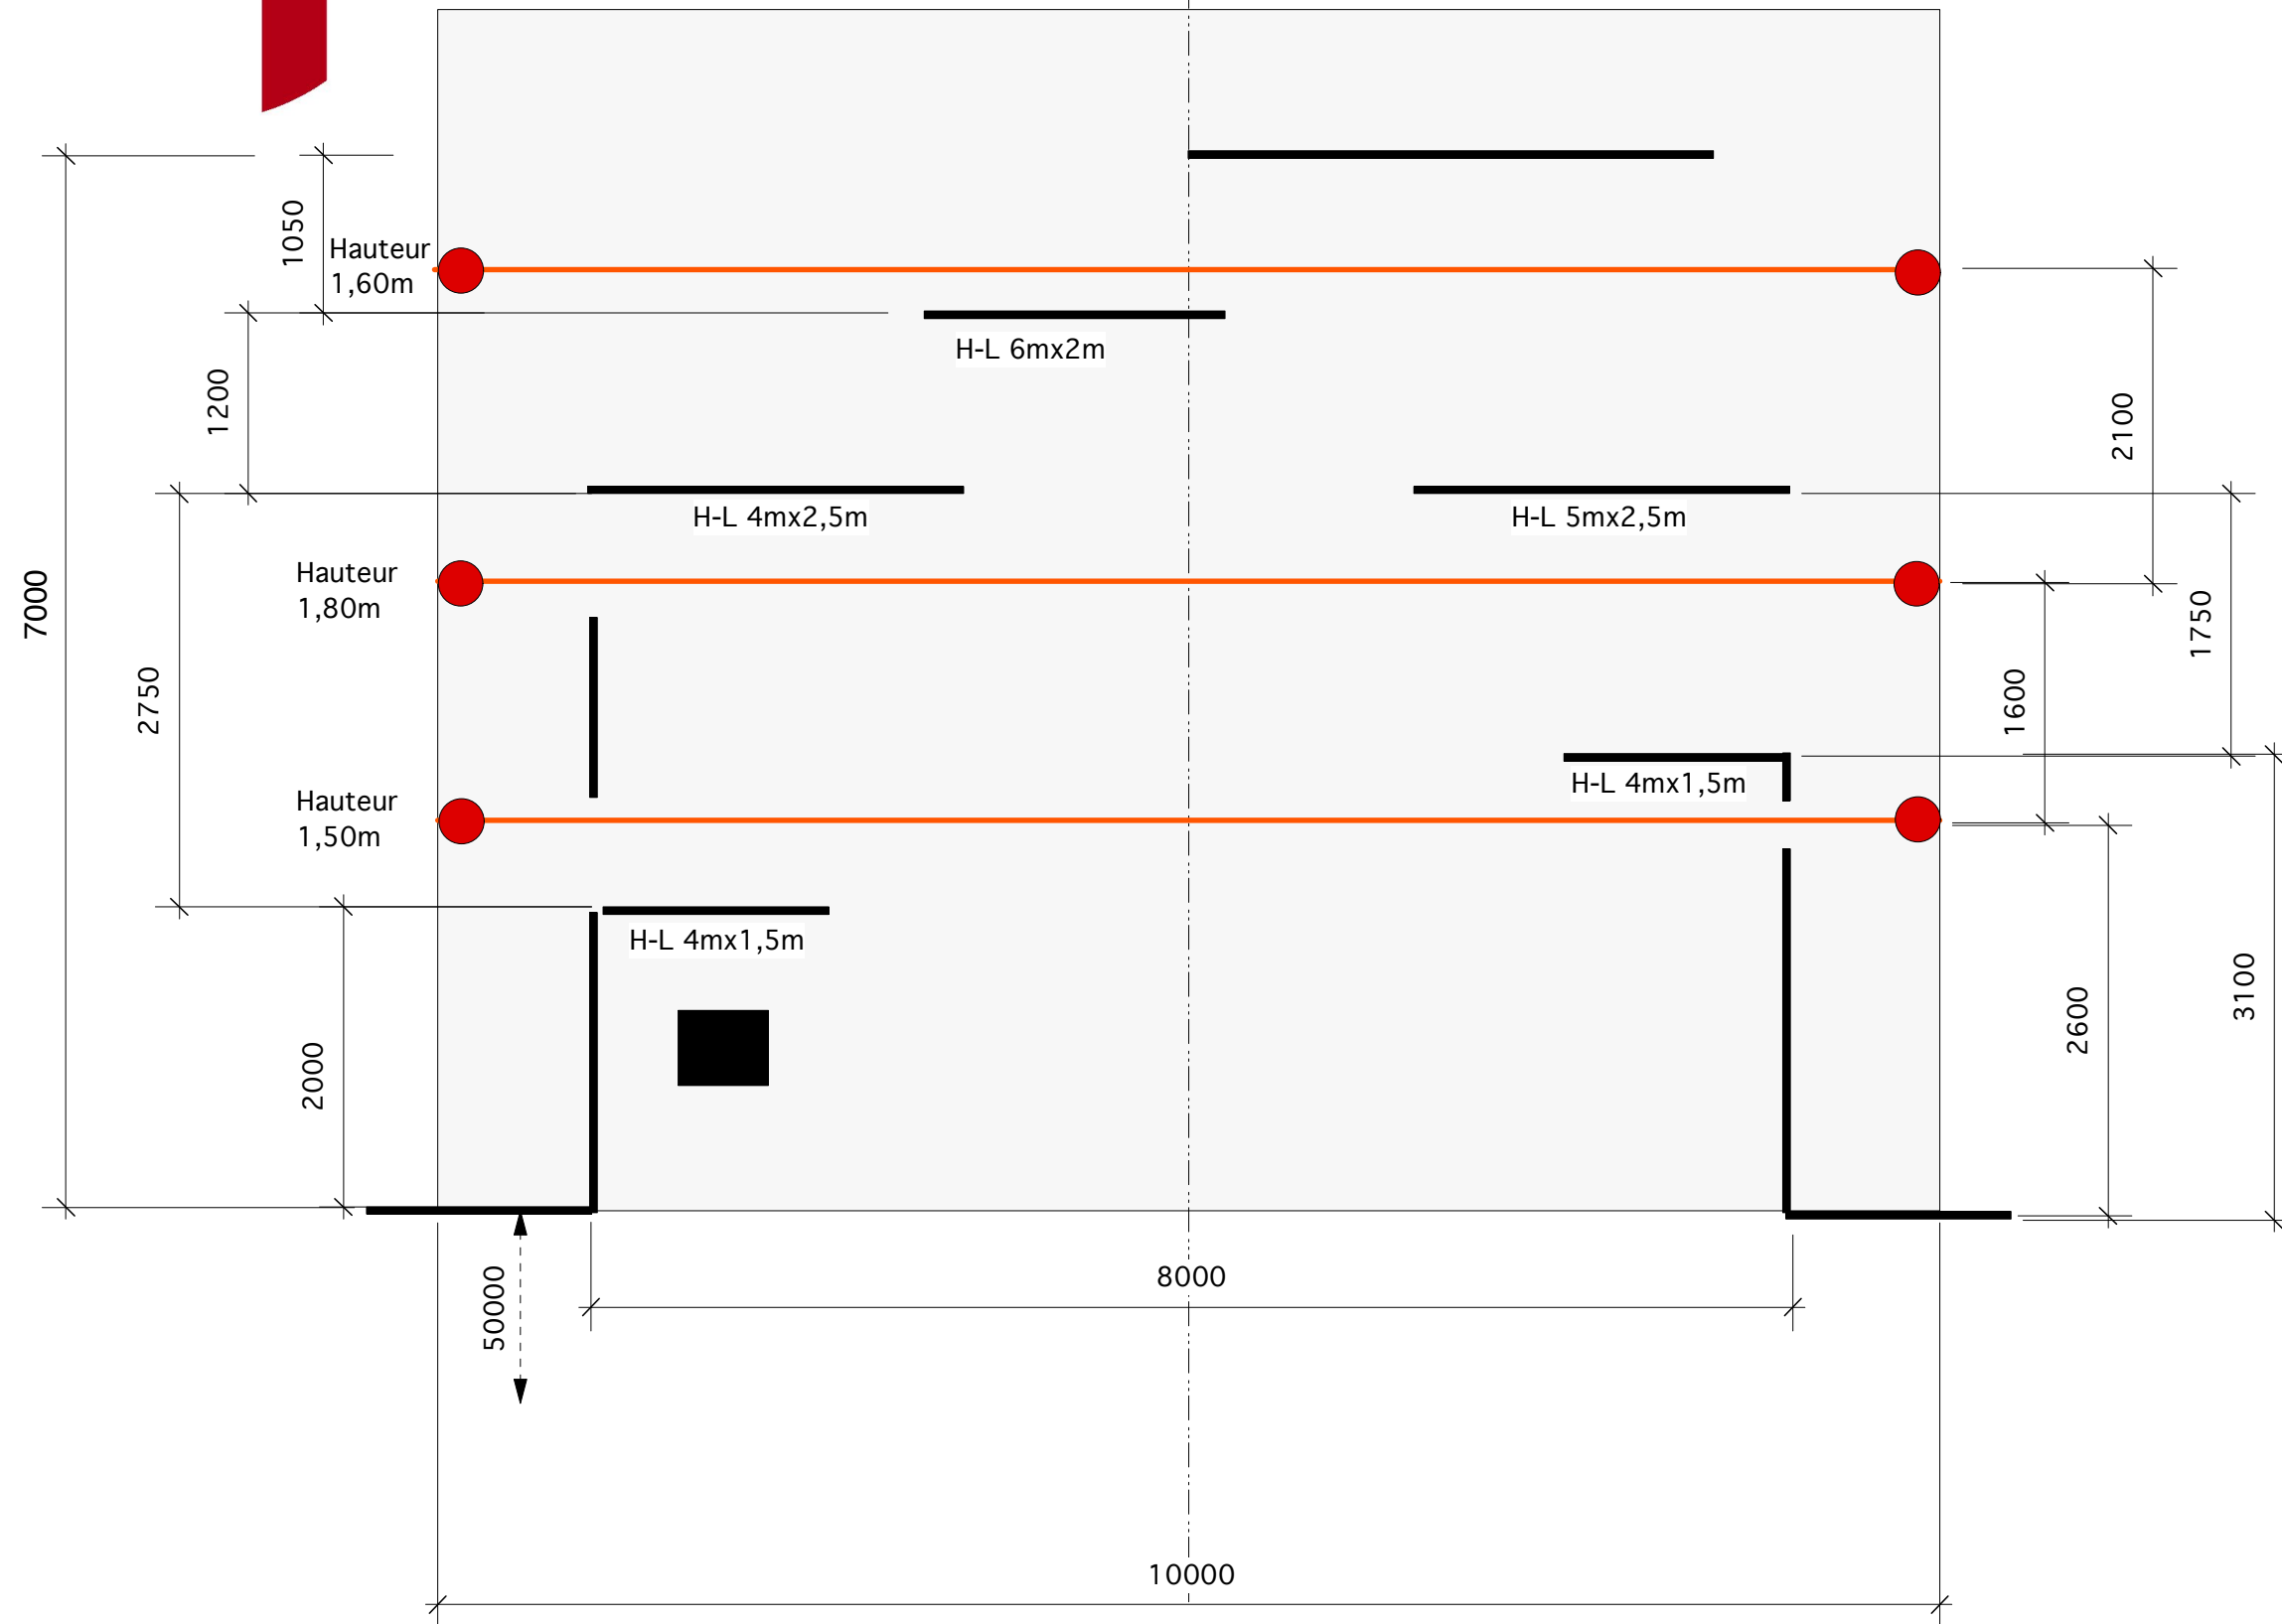 1050
Hauteur
1,60m
H-L 6mx2m
1200
2100
H-L 4mx2,5m
H-L 5mx2,5m
Hauteur
1,80m
7000
1750
2750
1600
H-L 4mx1,5m
Hauteur
1,50m
H-L 4mx1,5m
3100
2600
2000
8000
50000
10000